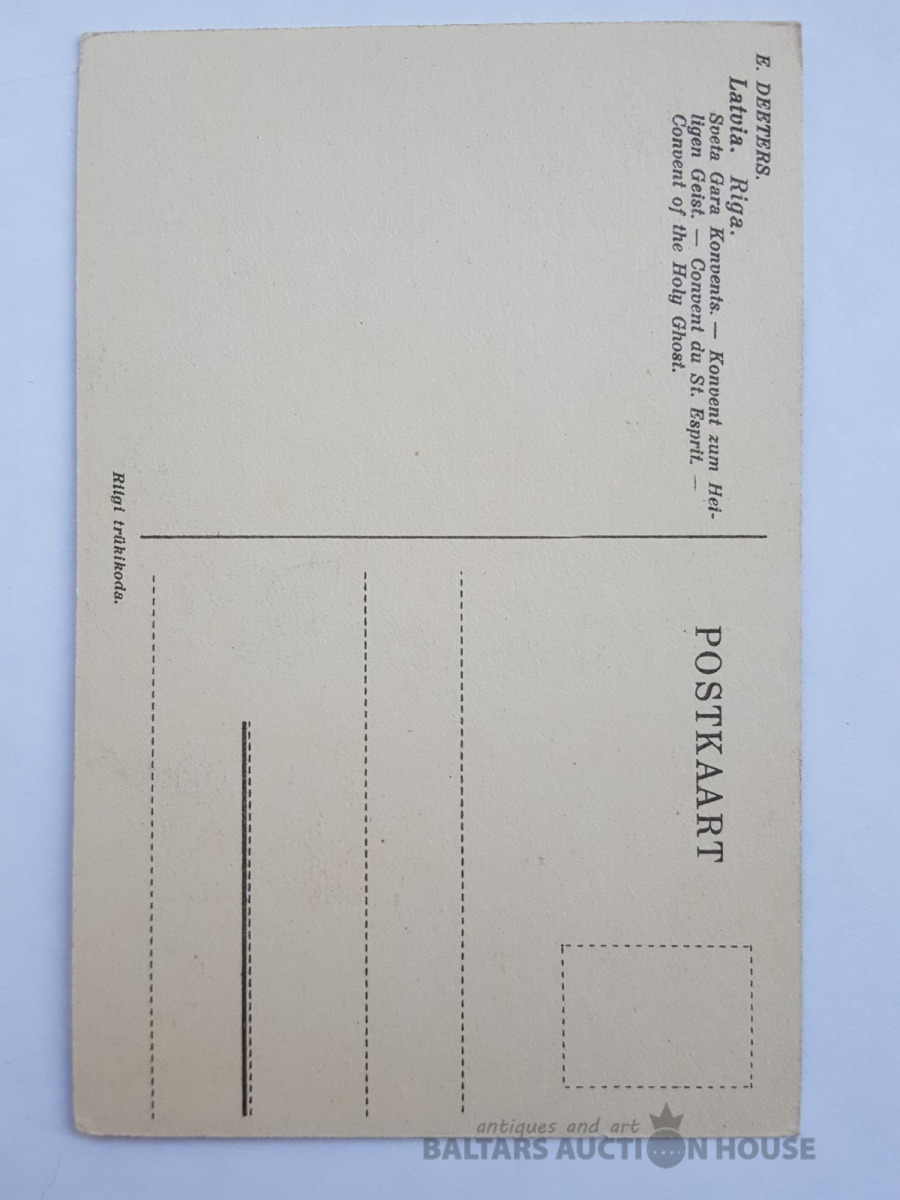 E. DEETERS.
Latvia. Riga.
Sveta Gara Konvents. — Konvent zum Hei-
ligen Geist. — Convent du St. Esprit. —
Convent of the Holy Ghost.
POSTKAART
Riigi trükikoda.
antiques and art
BALTARS AUCTION HOUSE